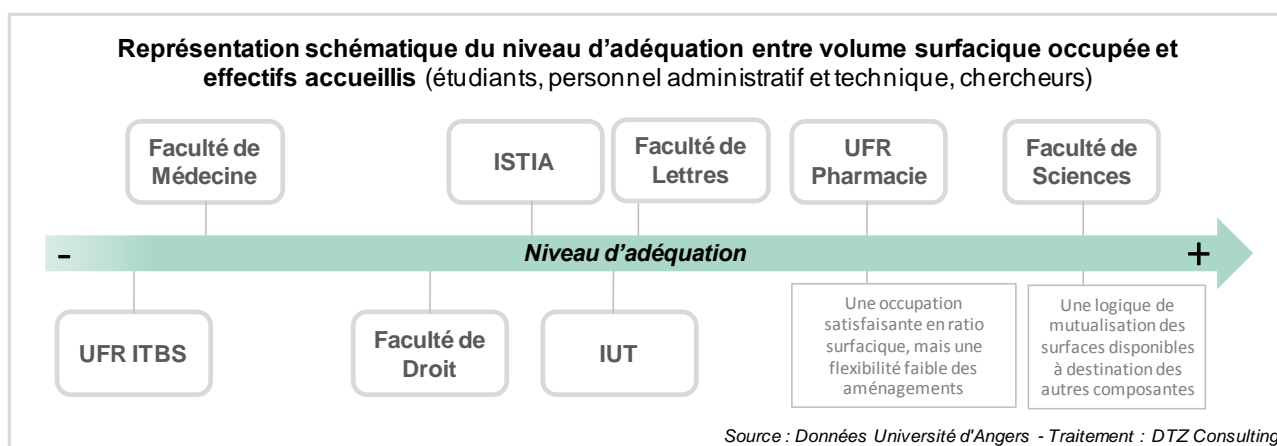 Représentation schématique du niveau d'adéquation entre volume surfacique occupée et
effectifs accueillis (étudiants, personnel administratif et technique, chercheurs)
Faculté de
Médecine
ISTIA
Faculté de
Lettres
UFR
Pharmacie
Faculté de
Sciences
-
Niveau d'adéquation
+
UFR ITBS
Faculté de
Droit
IUT
Une occupation
satisfaisante en ratio
surfacique, mais une
flexibilité faible des
aménagements
Une logique de
mutualisation des
surfaces disponibles
à destination des
autres composantes
Source : Données Université d'Angers - Traitement : DTZ Consulting